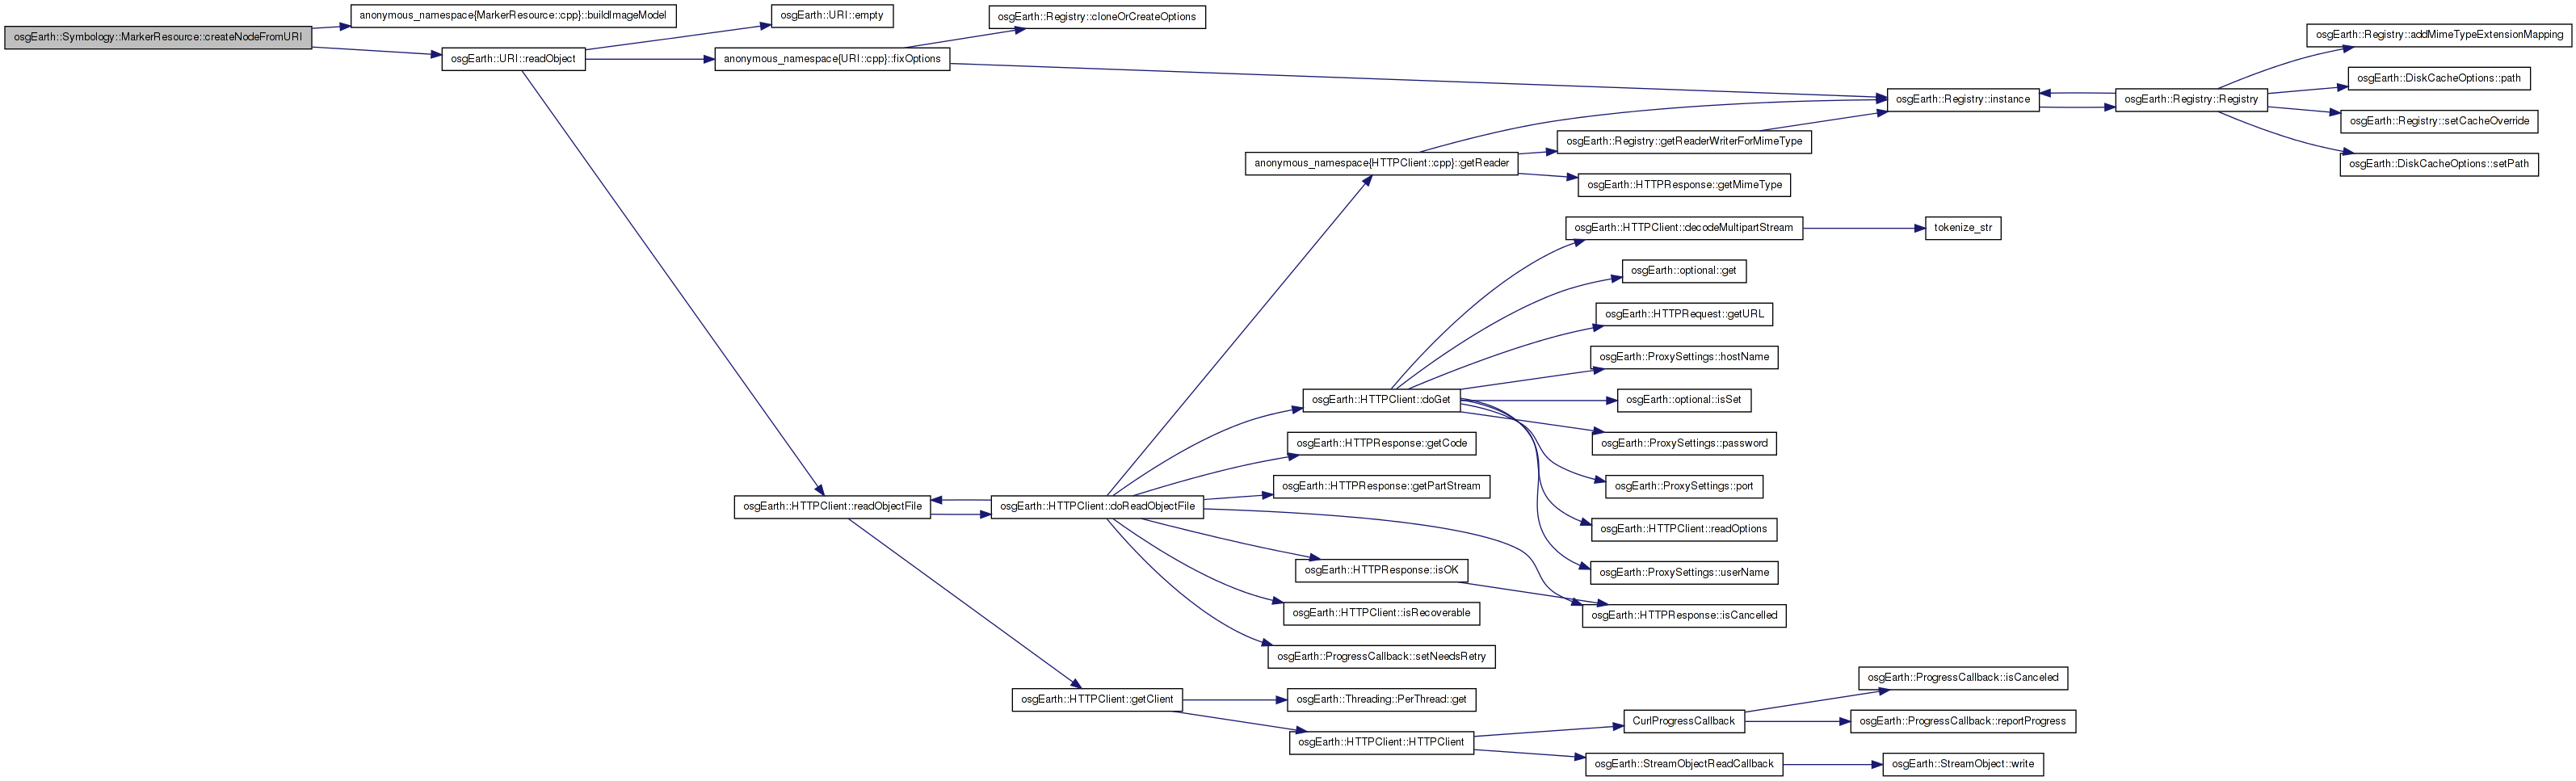 osgEarth::Symbology::MarkerResource::createNodeFromURI
anonymous_namespace{MarkerResource::cpp}::buildImageModel
osgEarth::URI::readObject
osgEarth::URI::empty
anonymous_namespace{URI::cpp}::fixOptions
osgEarth::Registry::cloneOrCreateOptions
osgEarth::Registry::instance
osgEarth::Registry::Registry
osgEarth::Registry::addMimeTypeExtensionMapping
osgEarth::DiskCacheOptions::path
osgEarth::Registry::setCacheOverride
osgEarth::DiskCacheOptions::setPath
anonymous_namespace{HTTPClient::cpp}::getReader
osgEarth::Registry::getReaderWriterForMimeType
osgEarth::HTTPResponse::getMimeType
osgEarth::HTTPClient::decodeMultipartStream
tokenize_str
osgEarth::optional::get
osgEarth::HTTPRequest::getURL
osgEarth::ProxySettings::hostName
osgEarth::HTTPClient::doGet
osgEarth::optional::isSet
osgEarth::ProxySettings::password
osgEarth::HTTPResponse::getCode
osgEarth::ProxySettings::port
osgEarth::HTTPResponse::getPartStream
osgEarth::HTTPClient::readObjectFile
osgEarth::HTTPClient::doReadObjectFile
osgEarth::HTTPClient::readOptions
osgEarth::HTTPResponse::isOK
osgEarth::ProxySettings::userName
osgEarth::HTTPClient::isRecoverable
osgEarth::HTTPResponse::isCancelled
osgEarth::ProgressCallback::setNeedsRetry
osgEarth::HTTPClient::getClient
osgEarth::Threading::PerThread::get
osgEarth::HTTPClient::HTTPClient
CurlProgressCallback
osgEarth::ProgressCallback::isCanceled
osgEarth::ProgressCallback::reportProgress
osgEarth::StreamObjectReadCallback
osgEarth::StreamObject::write